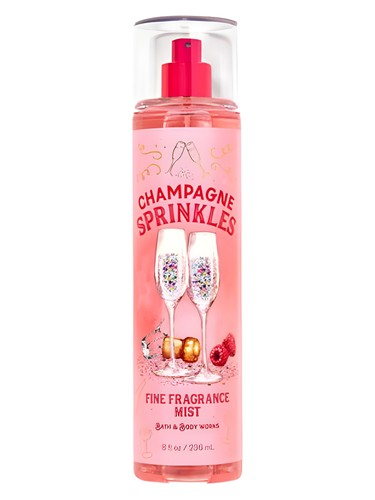 CHAMPAGNE
SPRINKLES
FINE FRAGRANCE
MIST
BATH & BODY WORKS
8 fl oz / 236 mL